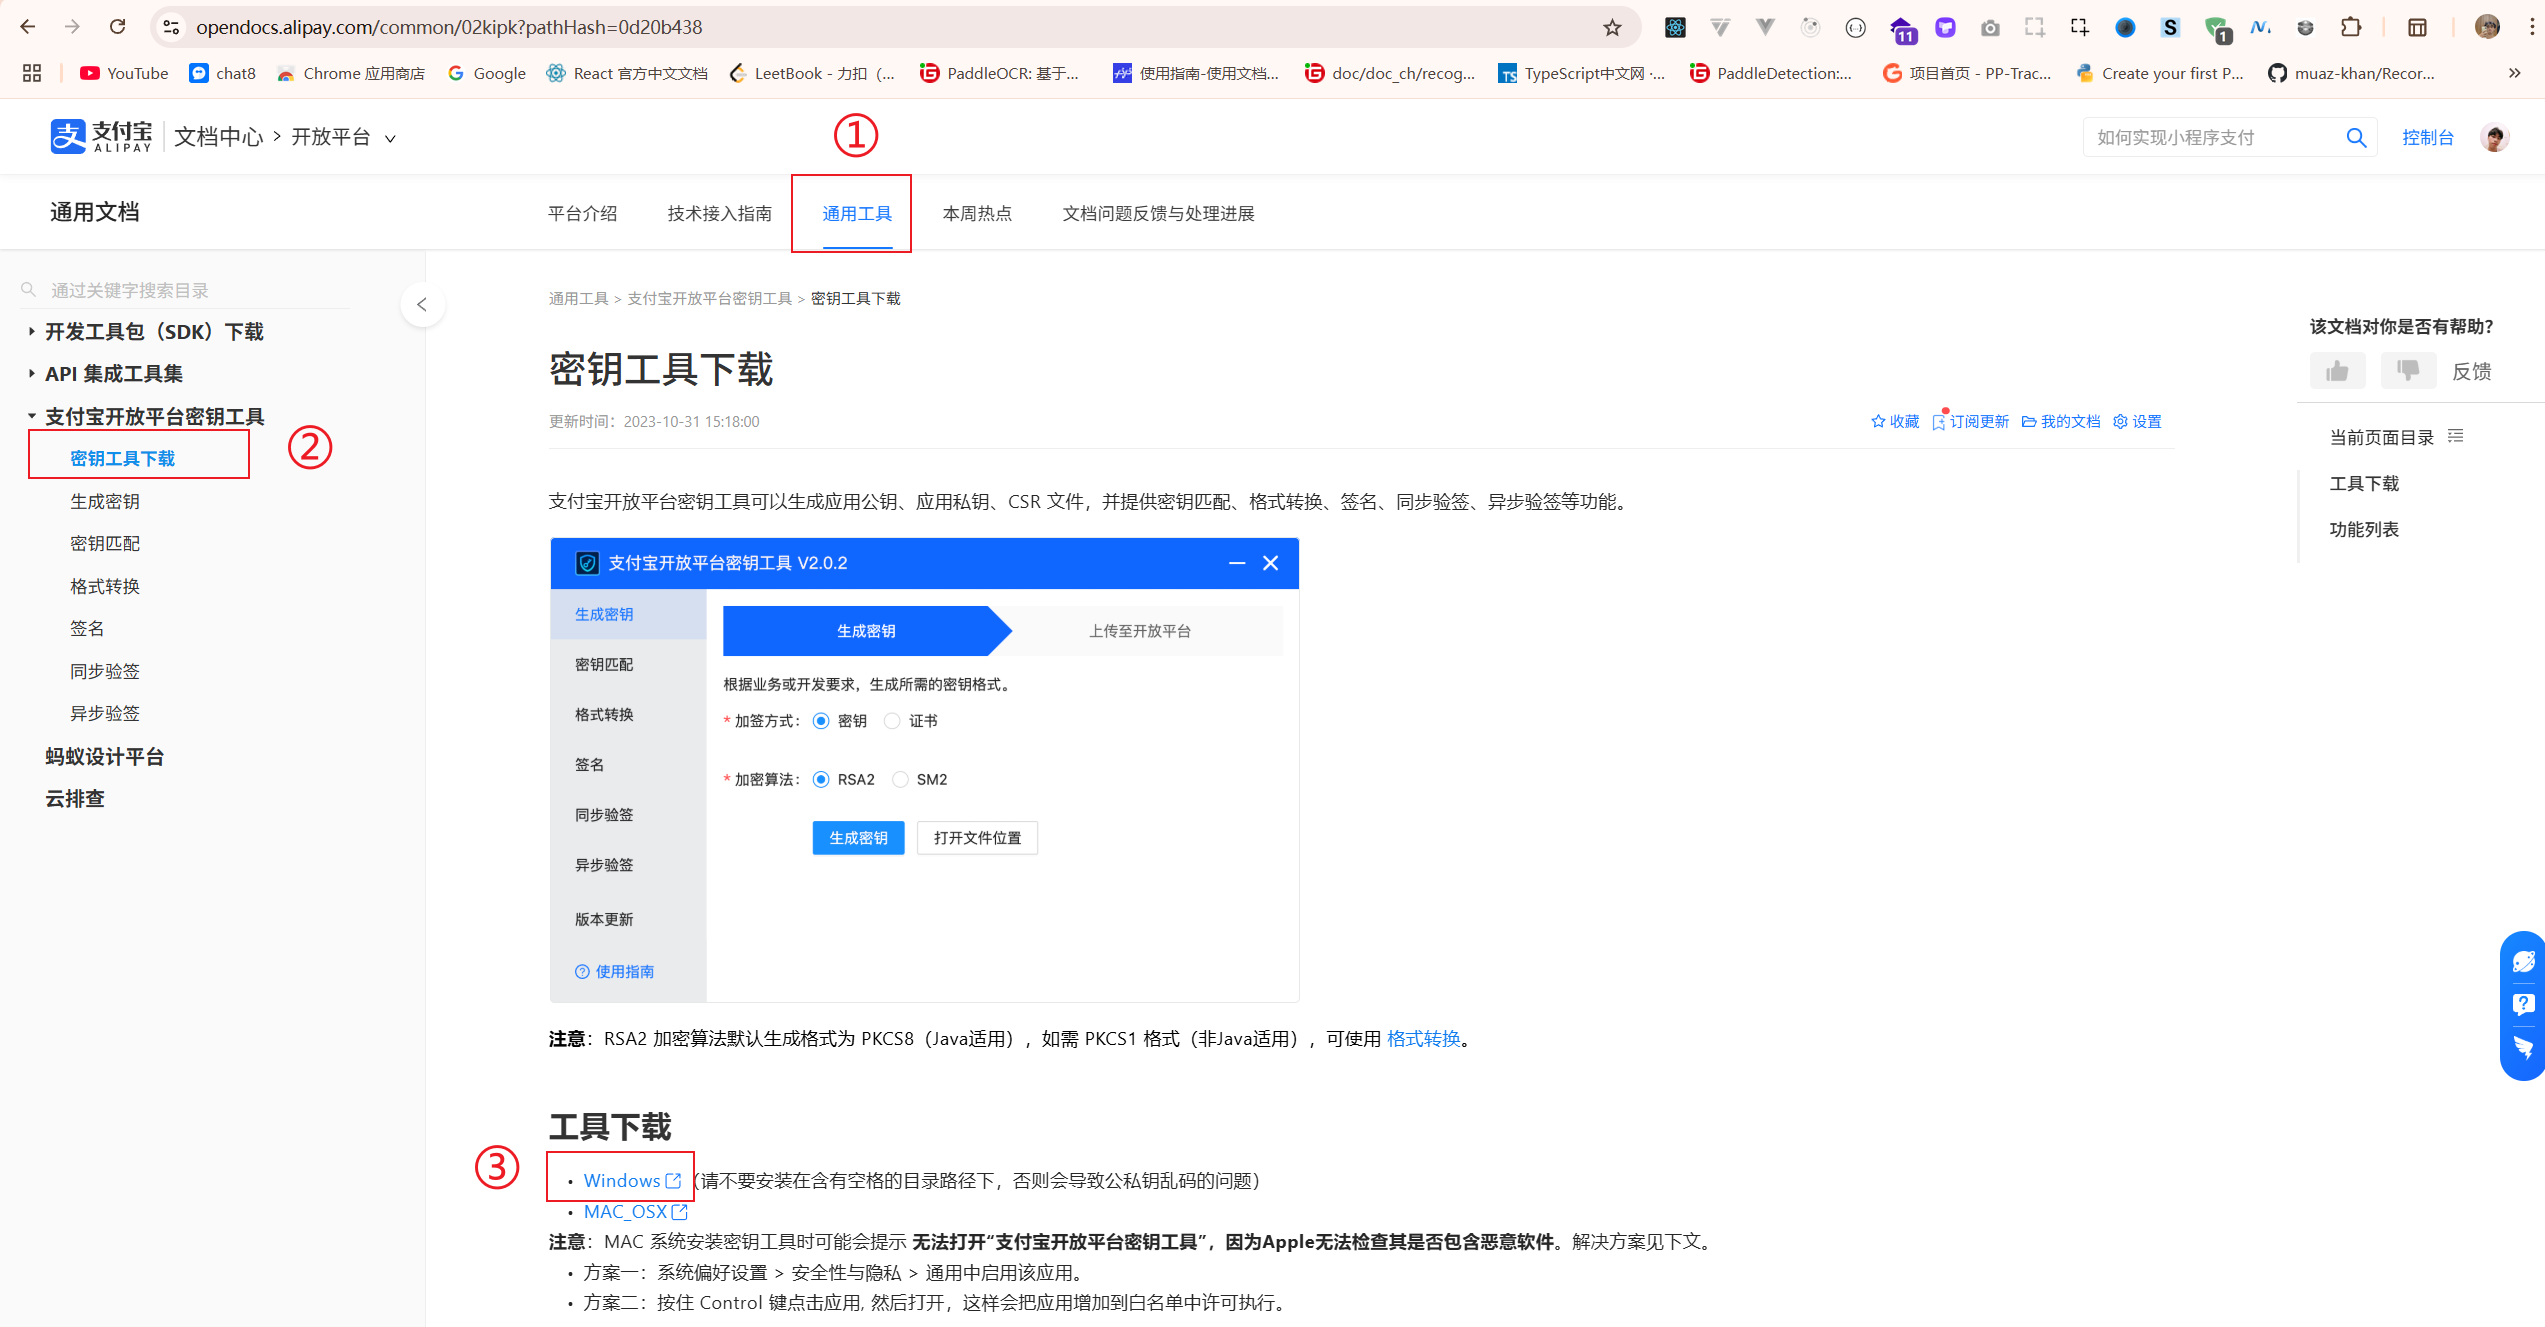 opendocs.alipay.com/common/02kipk?pathHash=0d20b438
11
S
1
YouTube
chat8
Chrome 应用商店
Google
React 官方中文文档
LeetBook - 力扣（...
PaddleOCR: 基于...
使用指南-使用文档...
doc/doc_ch/recog...
TypeScript中文网 ·...
PaddleDetection:...
项目首页 - PP-Trac...
Create your first P...
muaz-khan/Recor...
支付宝
ALIPAY
文档中心 > 开放平台
①
如何实现小程序支付
控制台
通用文档
平台介绍
技术接入指南
通用工具
本周热点
文档问题反馈与处理进展
通过关键字搜索目录
开发工具包（SDK）下载
API 集成工具集
支付宝开放平台密钥工具
密钥工具下载
②
生成密钥
密钥匹配
格式转换
签名
同步验签
异步验签
蚂蚁设计平台
云排查
通用工具 > 支付宝开放平台密钥工具 > 密钥工具下载
密钥工具下载
更新时间：2023-10-31 15:18:00
收藏
订阅更新
我的文档
设置
支付宝开放平台密钥工具可以生成应用公钥、应用私钥、CSR 文件，并提供密钥匹配、格式转换、签名、同步验签、异步验签等功能。
支付宝开放平台密钥工具 V2.0.2
生成密钥
密钥匹配
格式转换
签名
同步验签
异步验签
版本更新
使用指南
生成密钥
上传至开放平台
根据业务或开发要求，生成所需的密钥格式。
* 加签方式： 密钥 证书
* 加密算法： RSA2 SM2
生成密钥
打开文件位置
注意：RSA2 加密算法默认生成格式为 PKCS8（Java适用），如需 PKCS1 格式（非Java适用），可使用 格式转换。
工具下载
③
• Windows （请不要安装在含有空格的目录路径下，否则会导致公私钥乱码的问题）
• MAC_OSX
注意：MAC 系统安装密钥工具时可能会提示 无法打开“支付宝开放平台密钥工具”，因为Apple无法检查其是否包含恶意软件。解决方案见下文。
• 方案一：系统偏好设置 > 安全性与隐私 > 通用中启用该应用。
• 方案二：按住 Control 键点击应用, 然后打开，这样会把应用增加到白名单中许可执行。
该文档对你是否有帮助？
反馈
当前页面目录
工具下载
功能列表